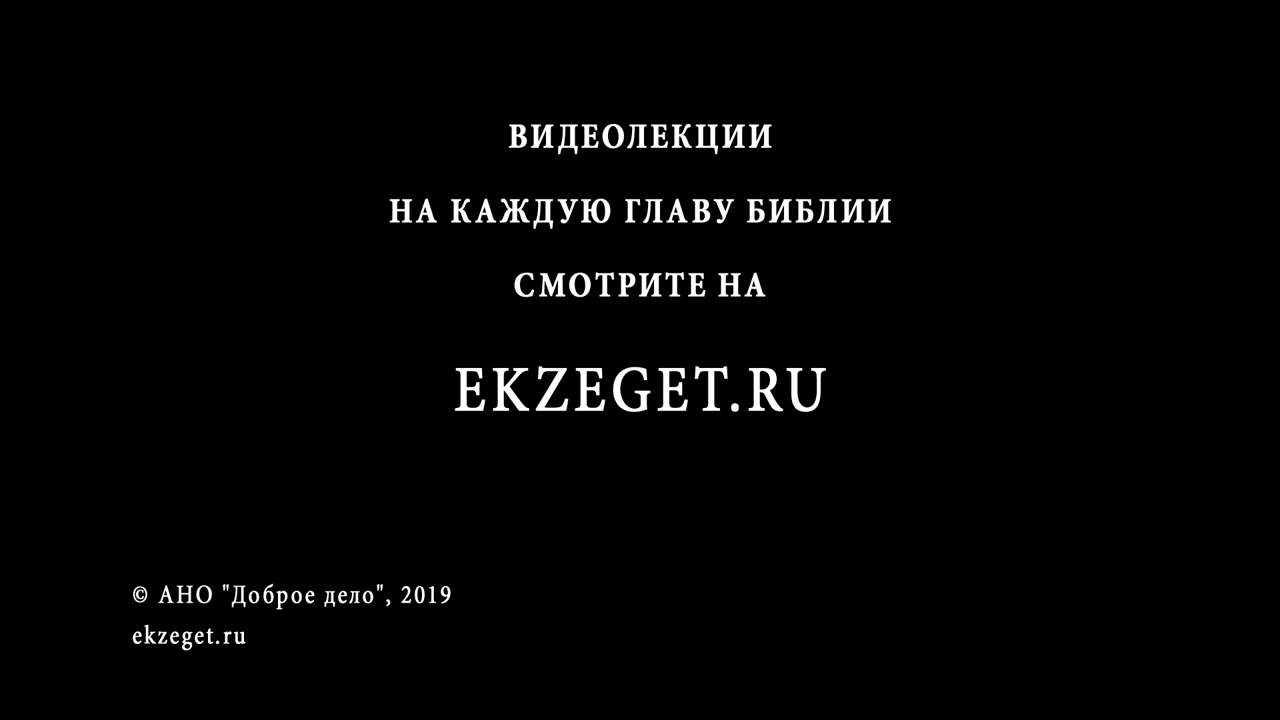 ВИДЕОЛЕКЦИИ
НА КАЖДУЮ ГЛАВУ БИБЛИИ
СМОТРИТЕ НА
EKZEGET.RU
© АНО "Доброе дело", 2019
ekzeget.ru